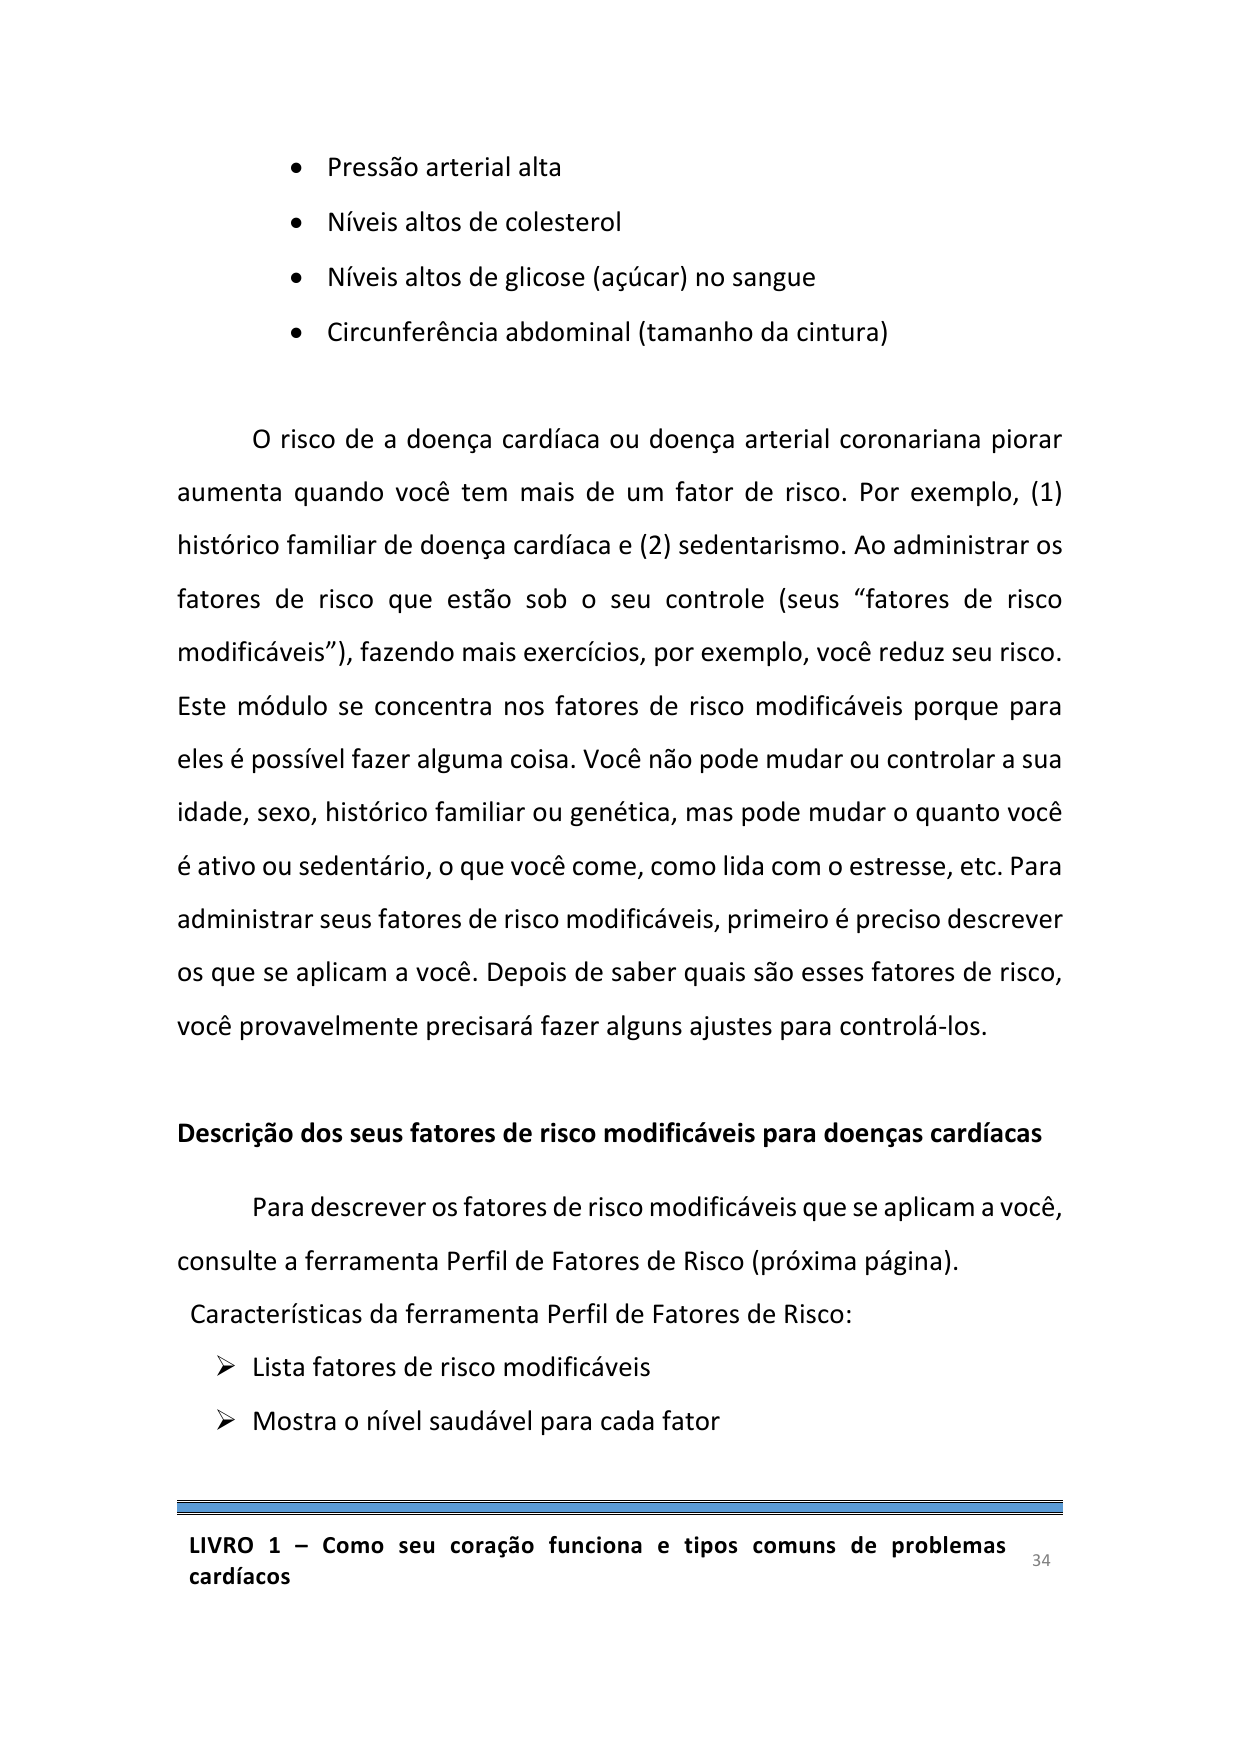 • Pressão arterial alta
• Níveis altos de colesterol
• Níveis altos de glicose (açúcar) no sangue
• Circunferência abdominal (tamanho da cintura)
O risco de a doença cardíaca ou doença arterial coronariana piorar
aumenta quando você tem mais de um fator de risco. Por exemplo, (1)
histórico familiar de doença cardíaca e (2) sedentarismo. Ao administrar os
fatores de risco que estão sob o seu controle (seus “fatores de risco
modificáveis”), fazendo mais exercícios, por exemplo, você reduz seu risco.
Este módulo se concentra nos fatores de risco modificáveis porque para
eles é possível fazer alguma coisa. Você não pode mudar ou controlar a sua
idade, sexo, histórico familiar ou genética, mas pode mudar o quanto você
é ativo ou sedentário, o que você come, como lida com o estresse, etc. Para
administrar seus fatores de risco modificáveis, primeiro é preciso descrever
os que se aplicam a você. Depois de saber quais são esses fatores de risco,
você provavelmente precisará fazer alguns ajustes para controlá-los.
Descrição dos seus fatores de risco modificáveis para doenças cardíacas
Para descrever os fatores de risco modificáveis que se aplicam a você,
consulte a ferramenta Perfil de Fatores de Risco (próxima página).
Características da ferramenta Perfil de Fatores de Risco:
➢ Lista fatores de risco modificáveis
➢ Mostra o nível saudável para cada fator
LIVRO 1 – Como seu coração funciona e tipos comuns de problemas
cardíacos
34